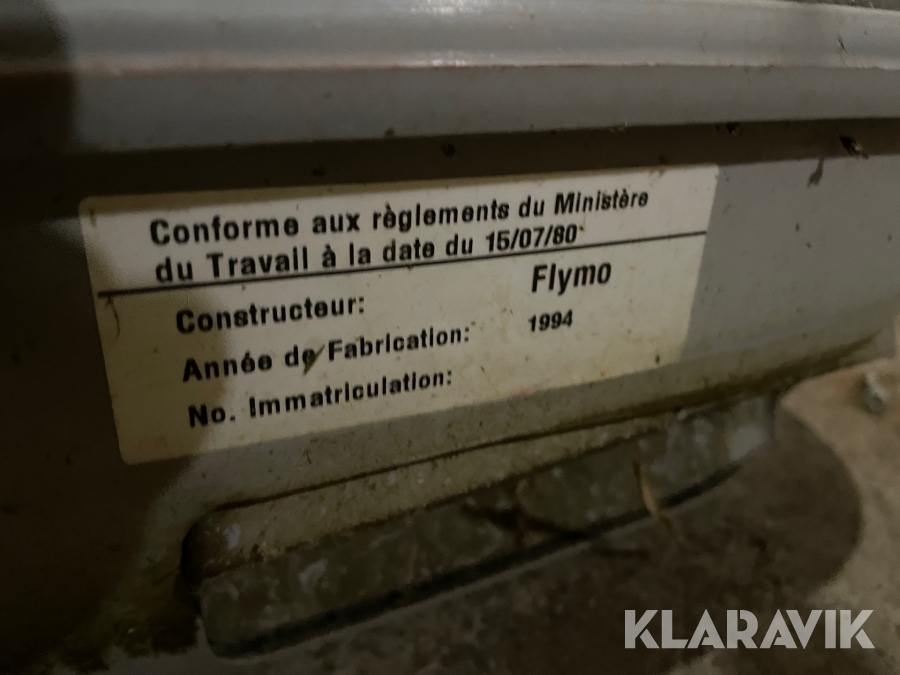 Conforme aux règlements du Ministère
du Travail à la date du 15/07/80
Constructeur: Flymo
Année de Fabrication: 1994
No. Immatriculation:
KLARAVIK